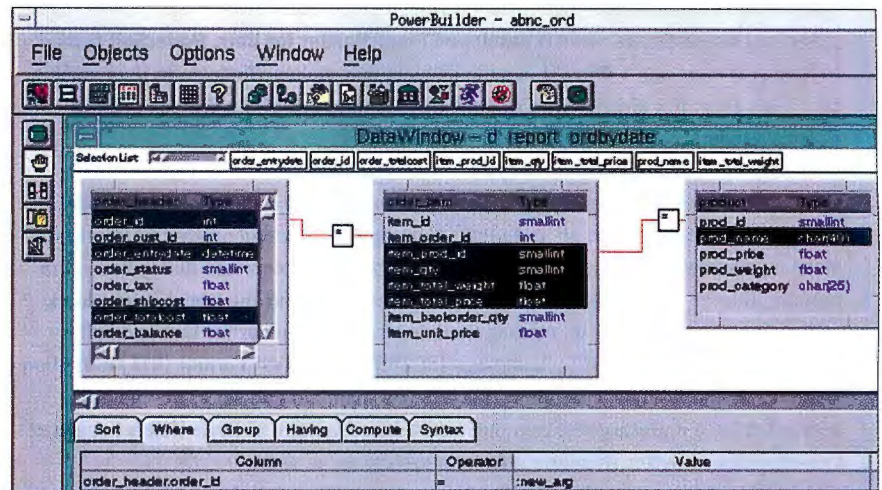 PowerBuilder - abnc_ord
File Objects Options Window Help
DataWindow - d_report_ordbydate
Selection List: order_entrydate order_id order_totalcost item_prod_id item_qty item_total_price prod_name item_total_weight
order_header Type
order_id int
order_cust_id int
order_entrydate datetime
order_status smallint
order_tax float
order_shipcost float
order_totalcost float
order_balance float
=
order_item Type
item_id smallint
item_order_id int
item_prod_id smallint
item_qty smallint
item_total_weight float
item_total_price float
item_backorder_qty smallint
item_unit_price float
=
product Type
prod_id smallint
prod_name
prod_price float
prod_weight float
prod_category char(25)
Sort Where Group Having Compute Syntax
Column Operator Value
order_header.order_id = :new_arg